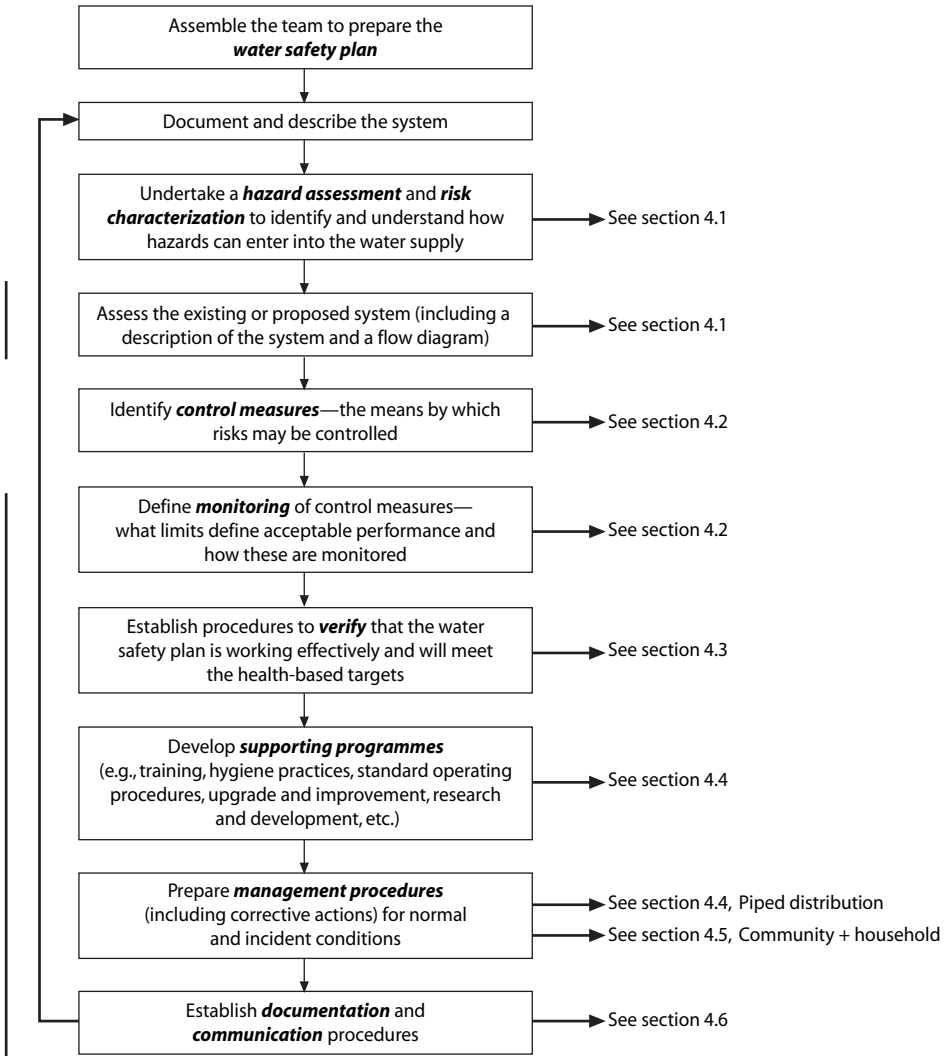 Assemble the team to prepare the
water safety plan
Document and describe the system
Undertake a hazard assessment and risk
characterization to identify and understand how
hazards can enter into the water supply
See section 4.1
Assess the existing or proposed system (including a
description of the system and a flow diagram)
See section 4.1
Identify control measures—the means by which
risks may be controlled
See section 4.2
Define monitoring of control measures—
what limits define acceptable performance and
how these are monitored
See section 4.2
Establish procedures to verify that the water
safety plan is working effectively and will meet
the health-based targets
See section 4.3
Develop supporting programmes
(e.g., training, hygiene practices, standard operating
procedures, upgrade and improvement, research
and development, etc.)
See section 4.4
Prepare management procedures
(including corrective actions) for normal
and incident conditions
See section 4.4, Piped distribution
See section 4.5, Community + household
Establish documentation and
communication procedures
See section 4.6